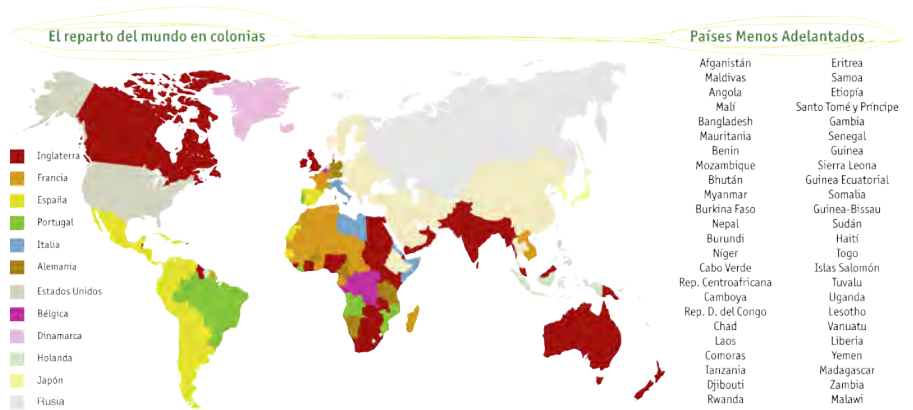 El reparto del mundo en colonias
Inglaterra
Francia
España
Portugal
Italia
Alemania
Estados Unidos
Bélgica
Dinamarca
Holanda
Japón
Rusia
Países Menos Adelantados
Afganistán
Maldivas
Angola
Malí
Bangladesh
Mauritania
Benin
Mozambique
Bhután
Myanmar
Burkina Faso
Nepal
Burundi
Níger
Cabo Verde
Rep. Centroafricana
Camboya
Rep. D. del Congo
Chad
Laos
Comoras
Tanzania
Djibouti
Rwanda
Eritrea
Samoa
Etiopía
Santo Tomé y Príncipe
Gambia
Senegal
Guinea
Sierra Leona
Guinea Ecuatorial
Somalia
Guinea-Bissau
Sudán
Haití
Togo
Islas Salomón
Tuvalu
Uganda
Lesotho
Vanuatu
Liberia
Yemen
Madagascar
Zambia
Malawi